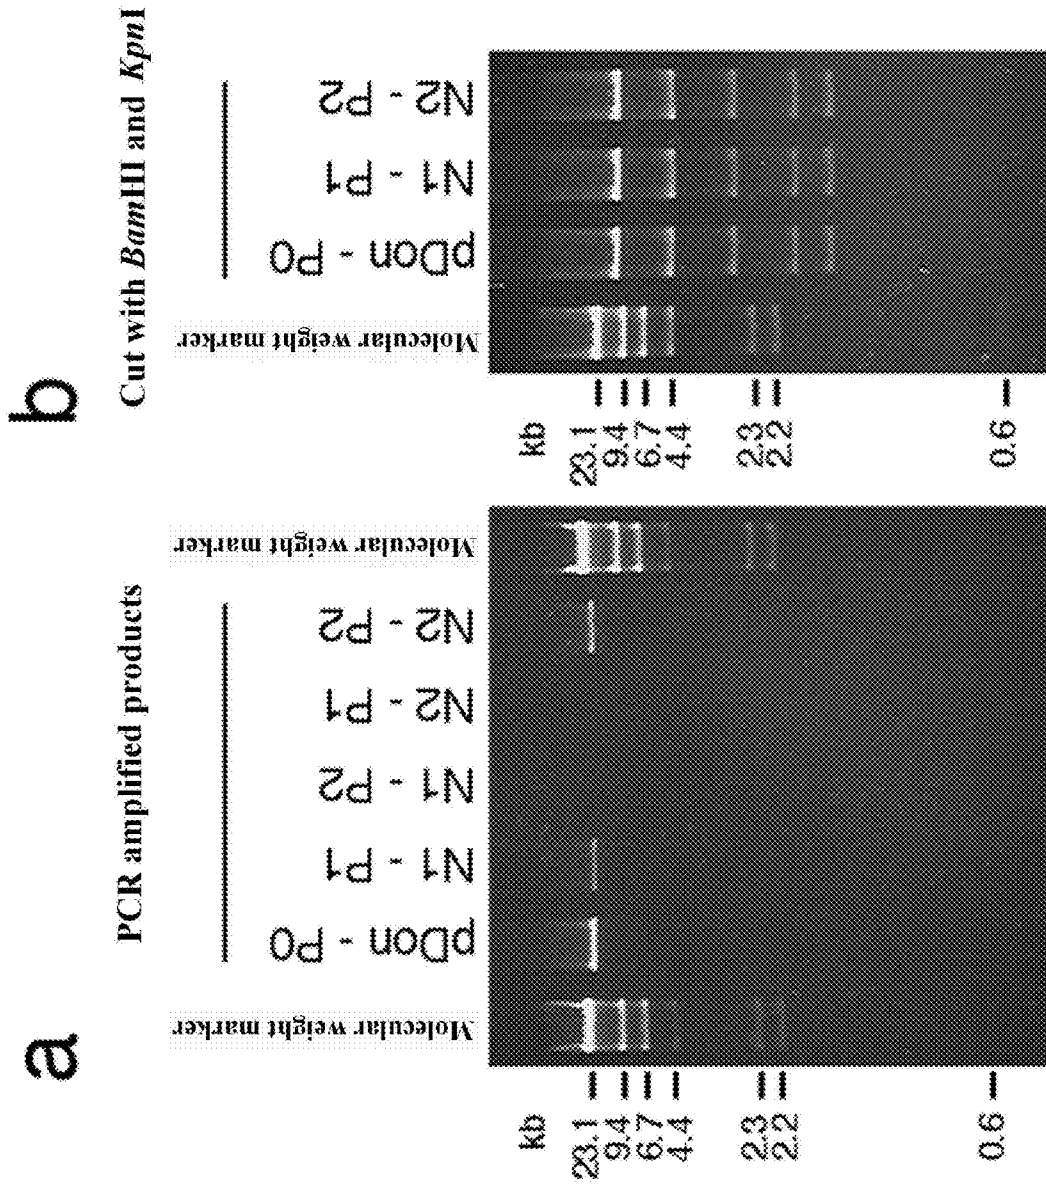 a
PCR amplified products
Molecular weight marker
pDon - P0
N1 - P1
N1 - P2
N2 - P1
N2 - P2
Molecular weight marker
kb
23.1
9.4
6.7
4.4
2.3
2.2
0.6
b
Cut with BamHI and KpnI
Molecular weight marker
pDon - P0
N1 - P1
N2 - P2
kb
23.1
9.4
6.7
4.4
2.3
2.2
0.6